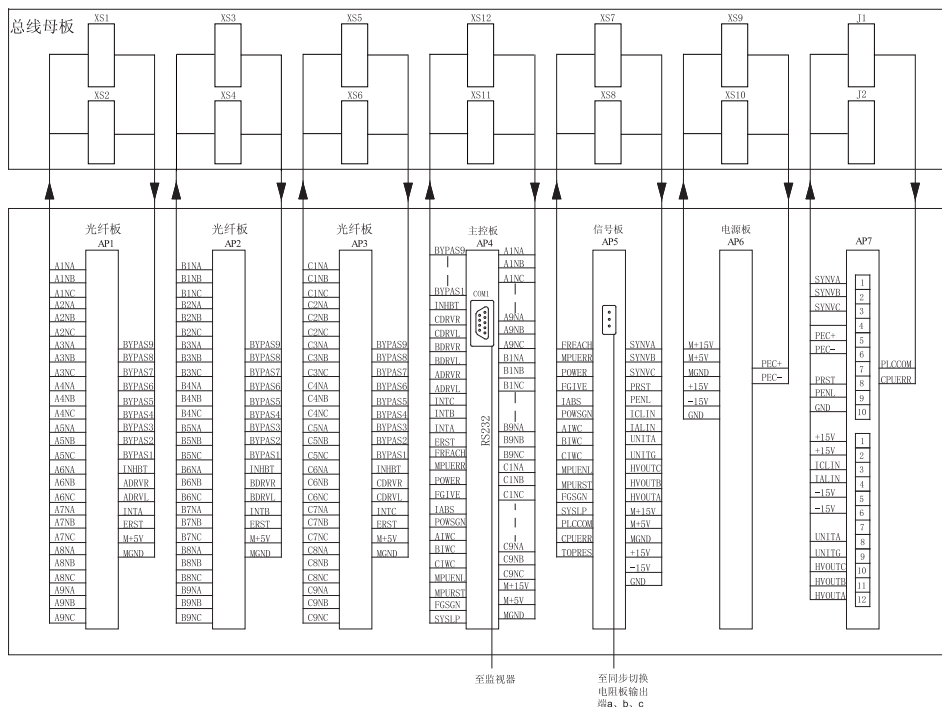 总线母板
XS1
XS3
XS5
XS12
XS7
XS9
J1
XS2
XS4
XS6
XS11
XS8
XS10
J2
光纤板
AP1
A1NA
A1NB
A1NC
A2NA
A2NB
A2NC
A3NA
A3NB
A3NC
A4NA
A4NB
A4NC
A5NA
A5NB
A5NC
A6NA
A6NB
A6NC
A7NA
A7NB
A7NC
A8NA
A8NB
A8NC
A9NA
A9NB
A9NC
BYPAS9
BYPAS8
BYPAS7
BYPAS6
BYPAS5
BYPAS4
BYPAS3
BYPAS2
BYPAS1
INHBT
ADRVR
ADRVL
INTA
ERST
M+5V
MGND
光纤板
AP2
B1NA
B1NB
B1NC
B2NA
B2NB
B2NC
B3NA
B3NB
B3NC
B4NA
B4NB
B4NC
B5NA
B5NB
B5NC
B6NA
B6NB
B6NC
B7NA
B7NB
B7NC
B8NA
B8NB
B8NC
B9NA
B9NB
B9NC
BYPAS9
BYPAS8
BYPAS7
BYPAS6
BYPAS5
BYPAS4
BYPAS3
BYPAS2
BYPAS1
INHBT
BDRVR
BDRVL
INTB
ERST
M+5V
MGND
光纤板
AP3
C1NA
C1NB
C1NC
C2NA
C2NB
C2NC
C3NA
C3NB
C3NC
C4NA
C4NB
C4NC
C5NA
C5NB
C5NC
C6NA
C6NB
C6NC
C7NA
C7NB
C7NC
C8NA
C8NB
C8NC
C9NA
C9NB
C9NC
BYPAS9
BYPAS8
BYPAS7
BYPAS6
BYPAS5
BYPAS4
BYPAS3
BYPAS2
BYPAS1
INHBT
CDRVR
CDRVL
INTC
ERST
M+5V
MGND
主控板
AP4
BYPAS9
BYPAS1
INHBT
CDRVR
CDRVL
BDRVR
BDRVL
ADRVR
ADRVL
INTC
INTB
INTA
ERST
FREACH
MPUERR
POWER
FGIVE
IABS
POWSGN
AIWC
BIWC
CIWC
MPUENL
MPURST
FGSGN
SYSLP
COM1
RS232
A1NA
A1NB
A1NC
A9NA
A9NB
A9NC
B1NA
B1NB
B1NC
B9NA
B9NB
B9NC
C1NA
C1NB
C1NC
C9NA
C9NB
C9NC
M+15V
M+5V
MGND
至监视器
信号板
AP5
FREACH
MPUERR
POWER
FGIVE
IABS
POWSGN
AIWC
BIWC
CIWC
MPUENL
MPURST
FGSGN
SYSLP
PLCCOM
CPUERR
TOPRES
SYNVA
SYNVB
SYNVC
PRST
PENL
ICLIN
IALIN
UNITA
UNITG
HVOUTC
HVOUTB
HVOUTA
M+15V
M+5V
MGND
+15V
-15V
GND
至同步切换
电阻板输出
端a、b、c
电源板
AP6
M+15V
M+5V
MGND
+15V
-15V
GND
PEC+
PEC-
AP7
SYNVA
SYNVB
SYNVC
PEC+
PEC-
PRST
PENL
GND
+15V
+15V
ICLIN
IALIN
-15V
-15V
UNITA
UNITG
HVOUTC
HVOUTB
HVOUTA
1
2
3
4
5
6
7
8
9
10
1
2
3
4
5
6
7
8
9
10
11
12
PLCCOM
CPUERR